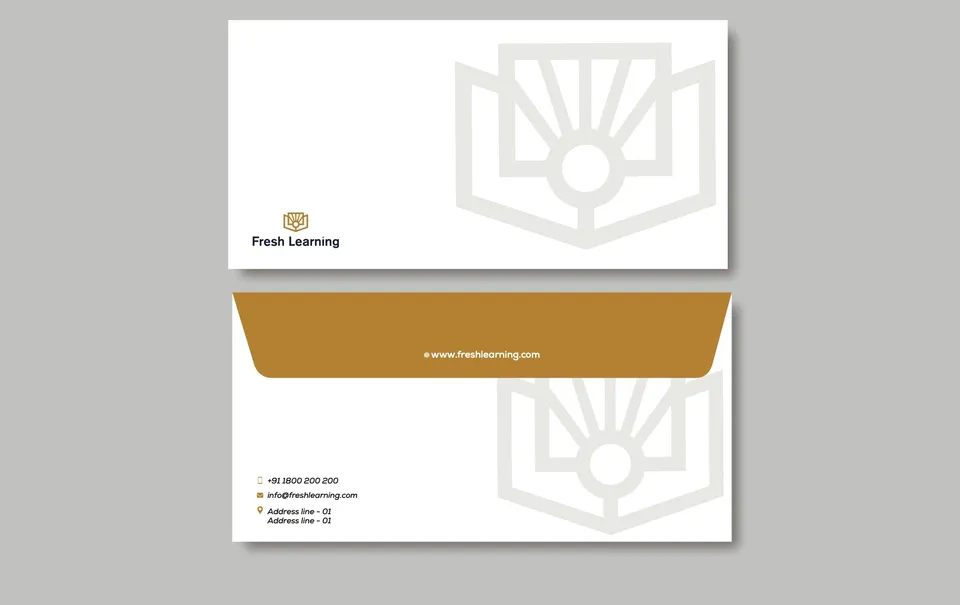 Fresh Learning
www.freshlearning.com
+91 1800 200 200
info@freshlearning.com
Address line - 01
Address line - 01